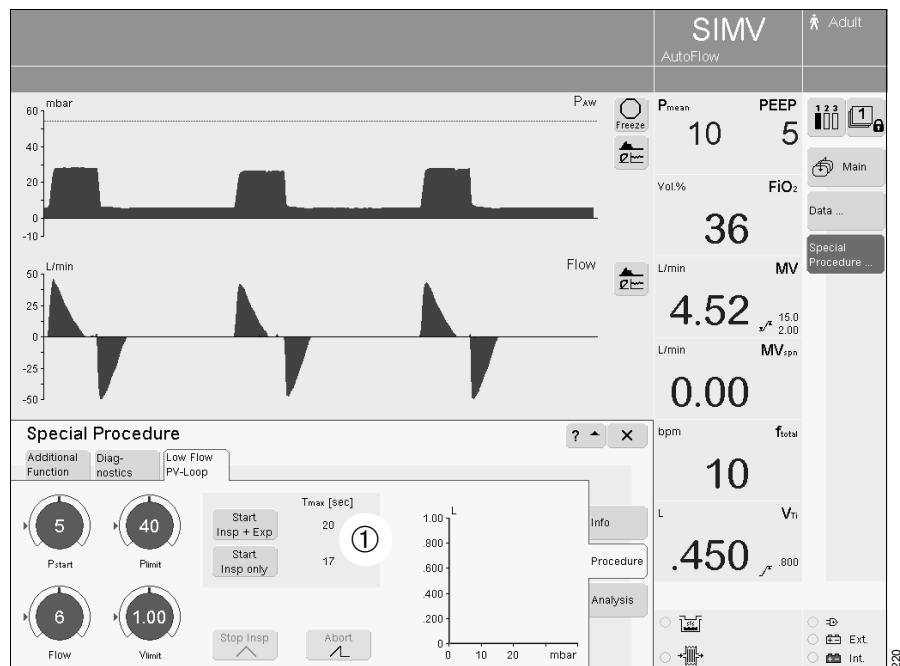 SIMV
AutoFlow
Adult
mbar
PAW
60
40
20
0
-10
Freeze
L/min
Flow
50
25
0
-25
-50
Pmean PEEP
10 5
Vol.% FiO2
36
L/min MV
4.52 15.0
2.00
L/min MVspn
0.00
bpm ftotal
10
L VTi
.450 .800
1 2 3
1
Main
Data ...
Special
Procedure ...
Special Procedure
?
Additional
Function
Diag-
nostics
Low Flow
PV-Loop
5
Pstart
40
Plimit
6
Flow
1.00
Vlimit
Tmax [sec]
Start
Insp + Exp
20
Start
Insp only
17
①
Stop Insp
Abort
L
1.00
.800
.600
.400
.200
0
0 10 20 mbar
Info
Procedure
Analysis
Ext.
Int.
220